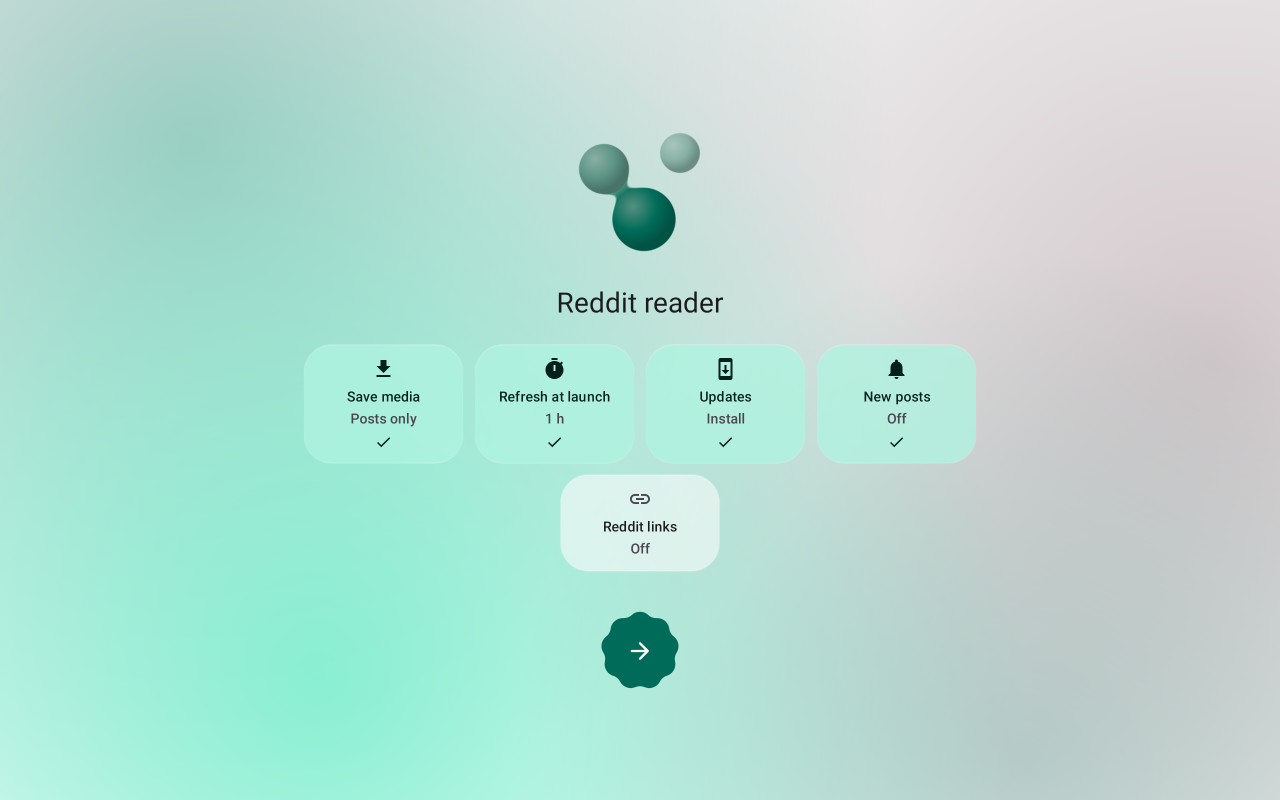 Reddit reader
Save media
Posts only
Refresh at launch
1 h
Updates
Install
New posts
Off
Reddit links
Off